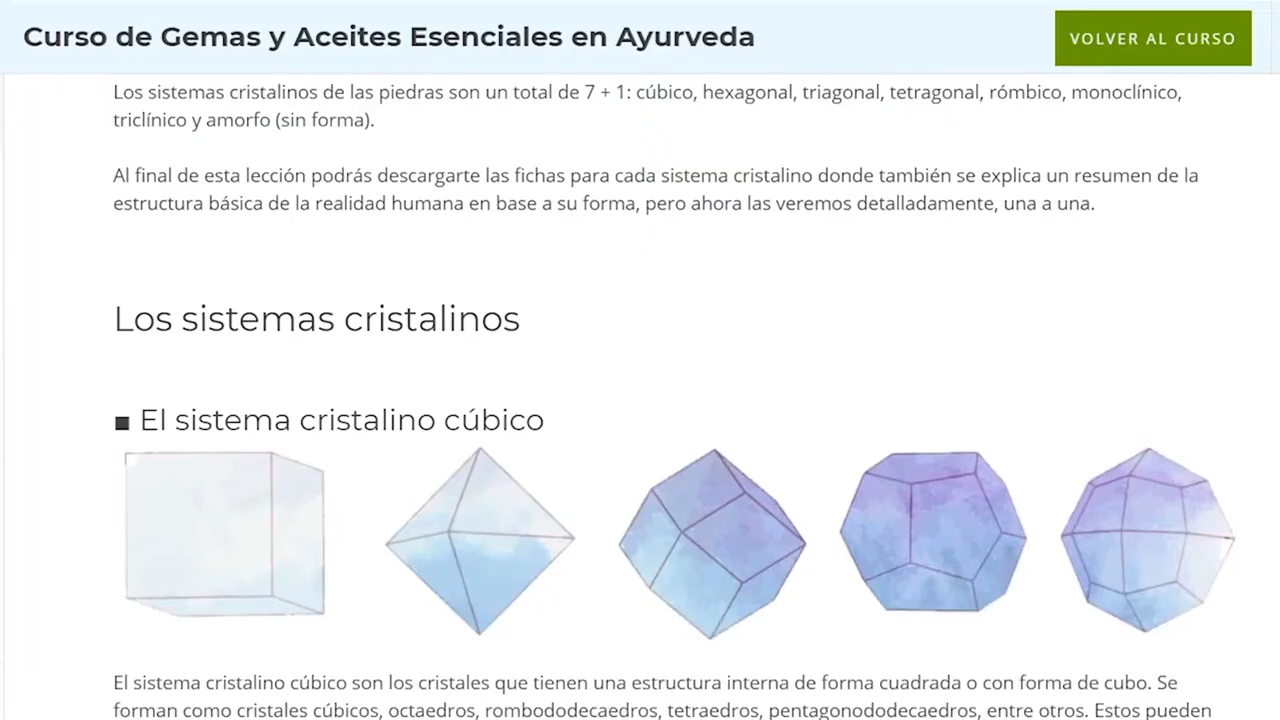 Curso de Gemas y Aceites Esenciales en Ayurveda
VOLVER AL CURSO
Los sistemas cristalinos de las piedras son un total de 7 + 1: cúbico, hexagonal, triagonal, tetragonal, rómbico, monoclínico,
triclínico y amorfo (sin forma).
Al final de esta lección podrás descargarte las fichas para cada sistema cristalino donde también se explica un resumen de la
estructura básica de la realidad humana en base a su forma, pero ahora las veremos detalladamente, una a una.
Los sistemas cristalinos
■ El sistema cristalino cúbico
El sistema cristalino cúbico son los cristales que tienen una estructura interna de forma cuadrada o con forma de cubo. Se
forman como cristales cúbicos, octaedros, rombododecaedros, tetraedros, pentagonododecaedros, entre otros. Estos pueden